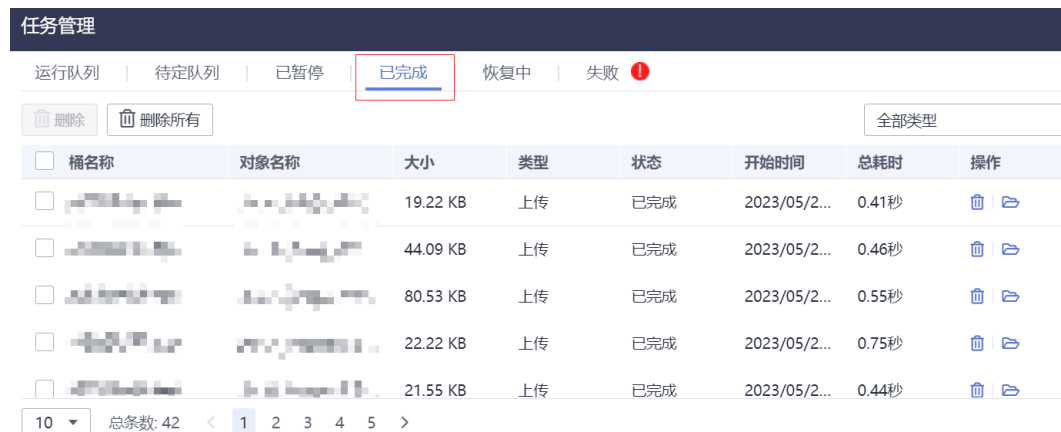 任务管理
运行队列 待定队列 已暂停 已完成 恢复中 失败
删除 删除所有 全部类型
桶名称 对象名称 大小 类型 状态 开始时间 总耗时 操作
19.22 KB 上传 已完成 2023/05/2... 0.41秒
44.09 KB 上传 已完成 2023/05/2... 0.46秒
80.53 KB 上传 已完成 2023/05/2... 0.55秒
22.22 KB 上传 已完成 2023/05/2... 0.75秒
21.55 KB 上传 已完成 2023/05/2... 0.44秒
10 总条数: 42 < 1 2 3 4 5 >